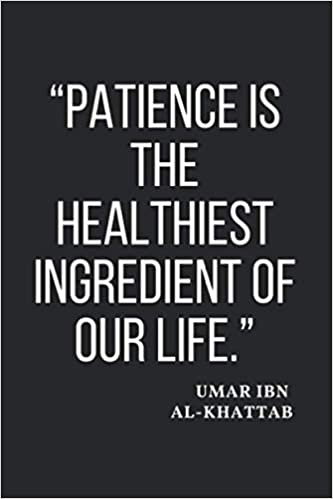 “PATIENCE IS
THE
HEALTHIEST
INGREDIENT OF
OUR LIFE.”
UMAR IBN
AL-KHATTAB